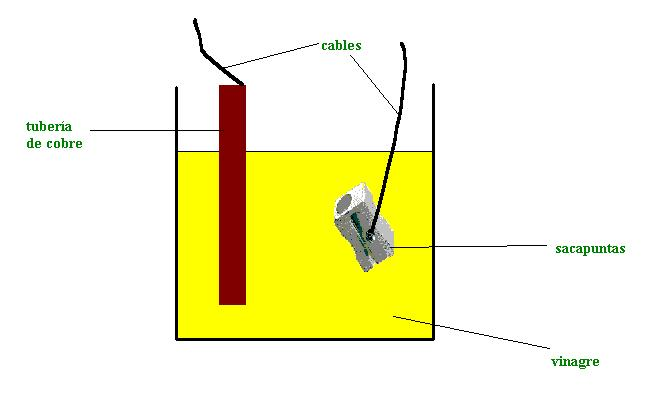 cables
tubería
de cobre
sacapuntas
vinagre